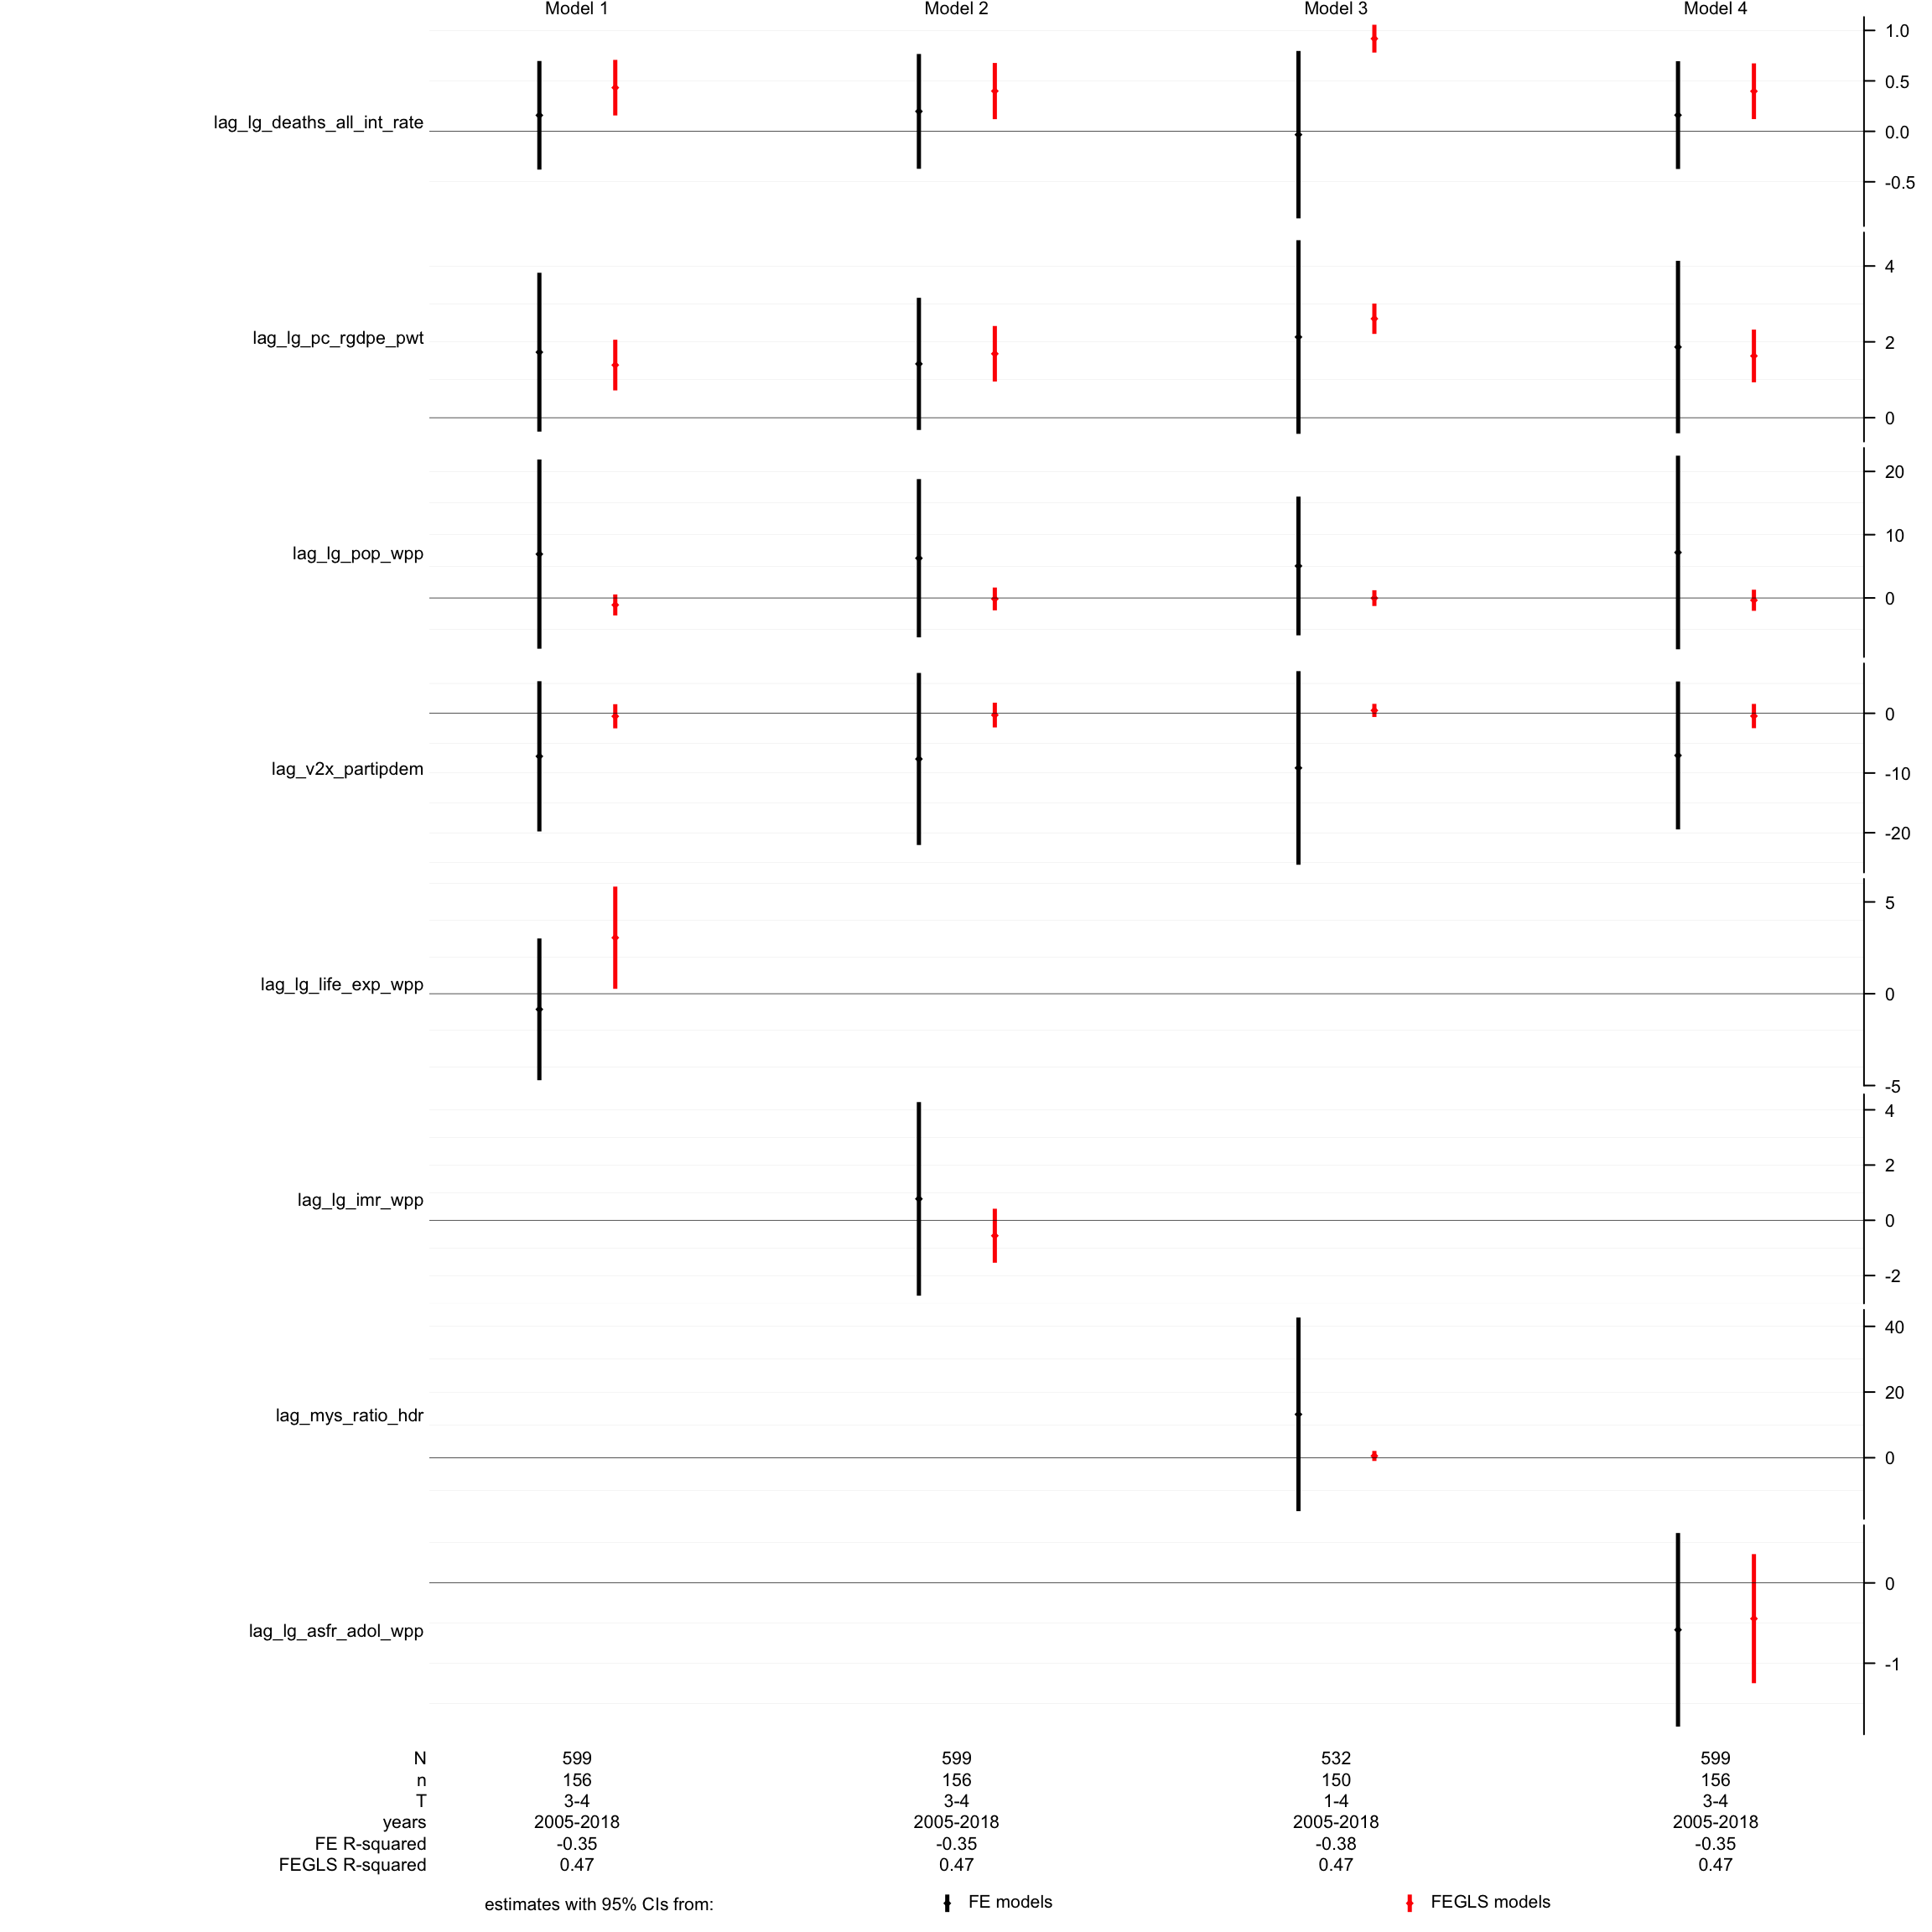 Model 1 Model 2 Model 3 Model 4
1.0
0.5
lag_lg_deaths_all_int_rate
0.0
-0.5
4
lag_lg_pc_rgdpe_pwt
2
0
20
10
lag_lg_pop_wpp
0
0
lag_v2x_partipdem
-10
-20
5
lag_lg_life_exp_wpp
0
-5
4
2
lag_lg_imr_wpp
0
-2
40
20
lag_mys_ratio_hdr
0
0
lag_lg_asfr_adol_wpp
-1
N 599 599 532 599
n 156 156 150 156
T 3-4 3-4 1-4 3-4
years 2005-2018 2005-2018 2005-2018 2005-2018
FE R-squared -0.35 -0.35 -0.38 -0.35
FEGLS R-squared 0.47 0.47 0.47 0.47
estimates with 95% CIs from: FE models FEGLS models